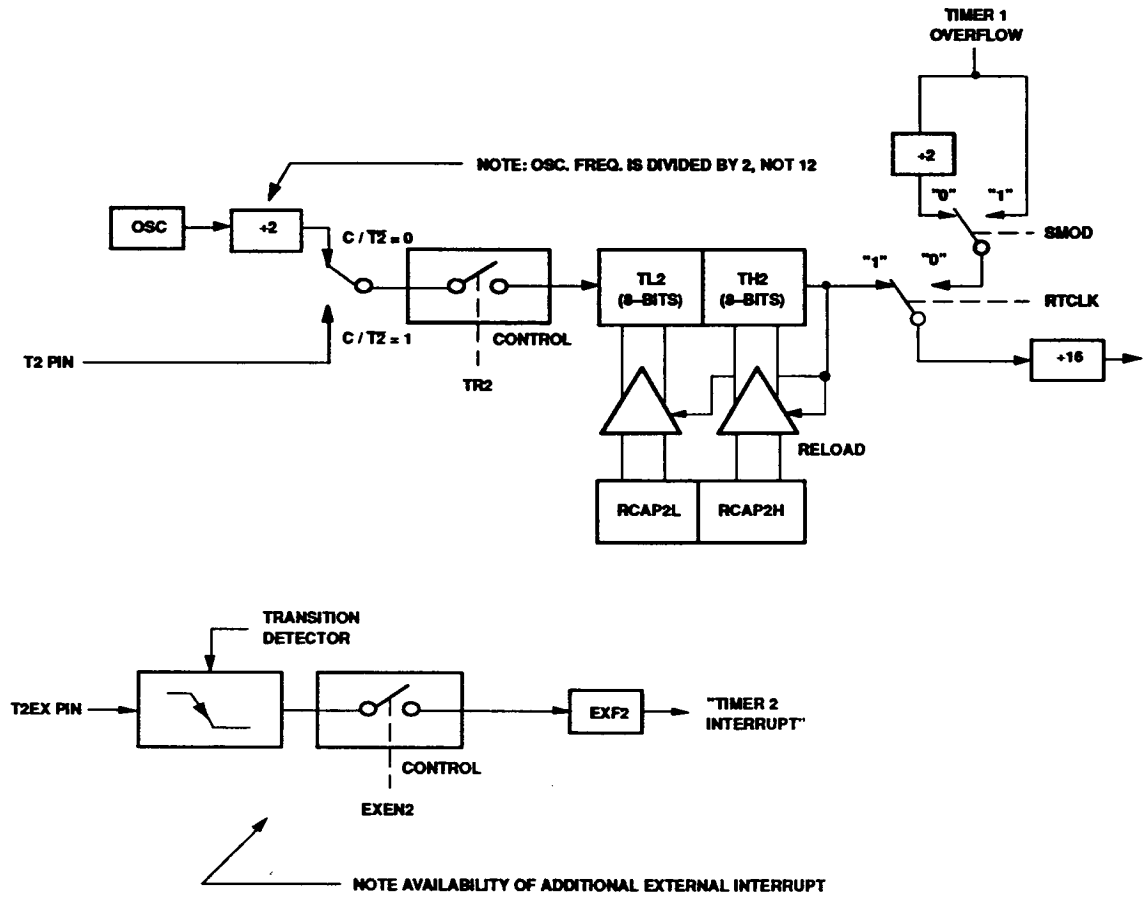 TIMER 1
OVERFLOW
÷2
NOTE: OSC. FREQ. IS DIVIDED BY 2, NOT 12
"0"
"1"
OSC
÷2
C / T2̅ = 0
SMOD
TL2
(8–BITS)
TH2
(8–BITS)
"1"
"0"
RTCLK
C / T2̅ = 1
CONTROL
T2 PIN
÷16
TR2
RELOAD
RCAP2L
RCAP2H
TRANSITION
DETECTOR
T2EX PIN
EXF2
"TIMER 2
INTERRUPT"
CONTROL
EXEN2
NOTE AVAILABILITY OF ADDITIONAL EXTERNAL INTERRUPT